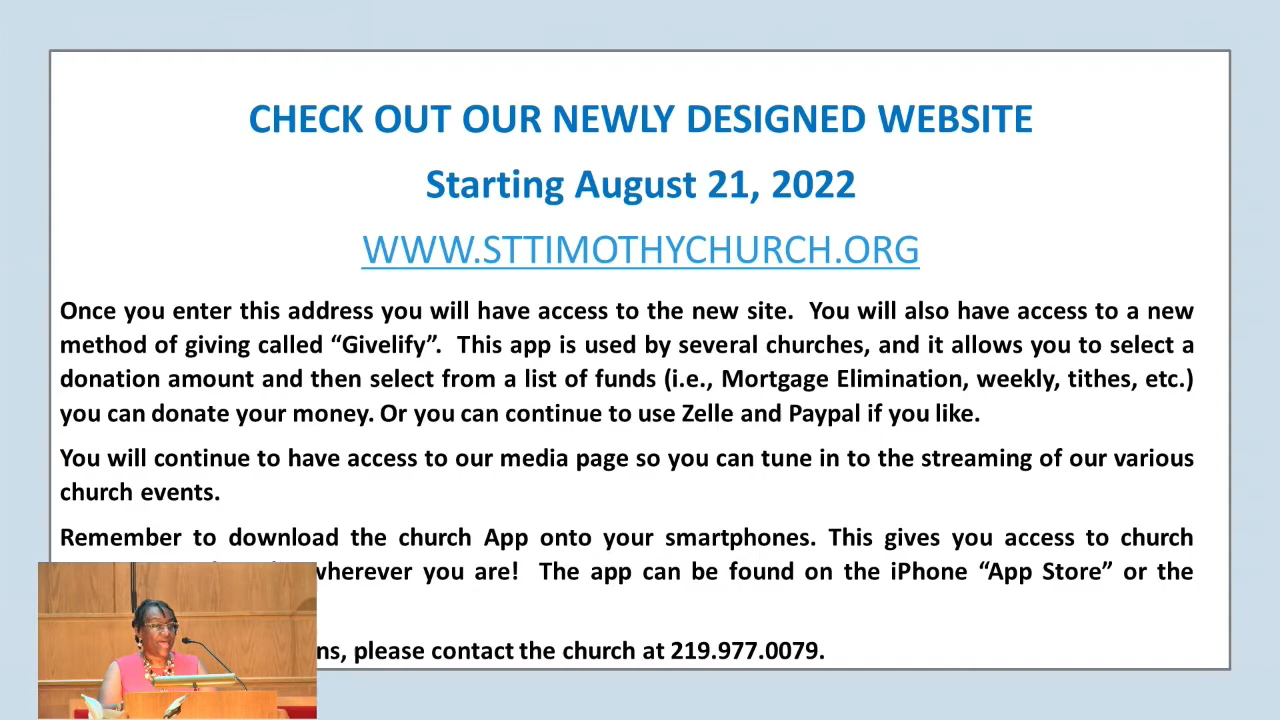 CHECK OUT OUR NEWLY DESIGNED WEBSITE
Starting August 21, 2022
WWW.STTIMOTHYCHURCH.ORG
Once you enter this address you will have access to the new site.  You will also have access to a new
method of giving called “Givelify”.  This app is used by several churches, and it allows you to select a
donation amount and then select from a list of funds (i.e., Mortgage Elimination, weekly, tithes, etc.)
you can donate your money. Or you can continue to use Zelle and Paypal if you like.
You will continue to have access to our media page so you can tune in to the streaming of our various
church events.
Remember to download the church App onto your smartphones. This gives you access to church
wherever you are!  The app can be found on the iPhone “App Store” or the
ns, please contact the church at 219.977.0079.